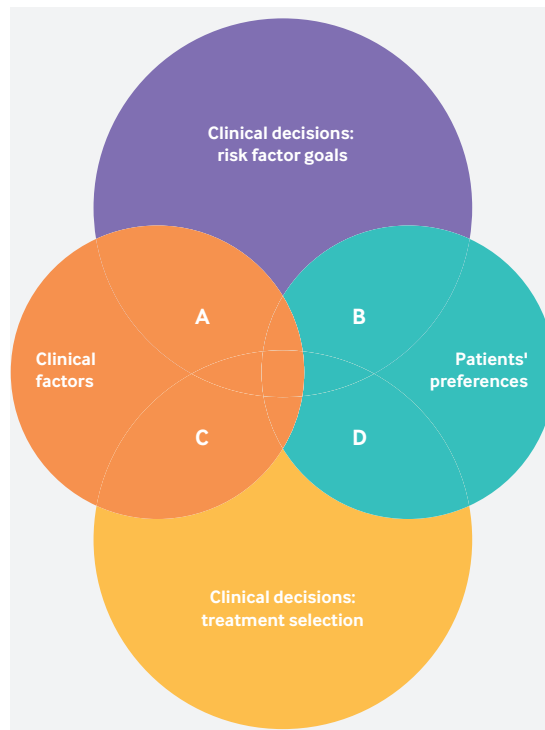 Clinical decisions:
risk factor goals
A
B
Clinical
factors
Patients'
preferences
C
D
Clinical decisions:
treatment selection